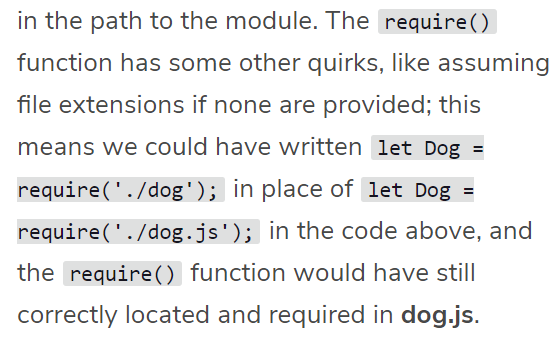 in the path to the module. The require()
function has some other quirks, like assuming
file extensions if none are provided; this
means we could have written let Dog =
require('./dog'); in place of let Dog =
require('./dog.js'); in the code above, and
the require() function would have still
correctly located and required in dog.js.